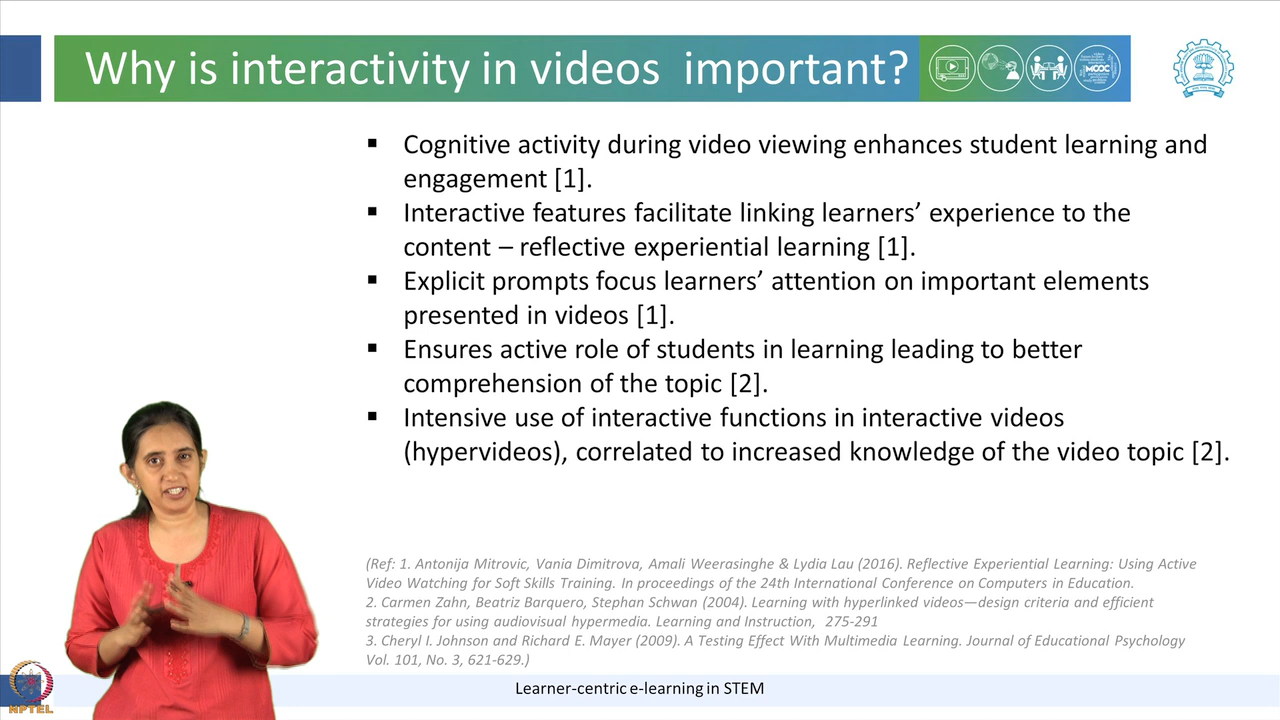 Why is interactivity in videos important?
MOOC
▪ Cognitive activity during video viewing enhances student learning and
engagement [1].
▪ Interactive features facilitate linking learners’ experience to the
content – reflective experiential learning [1].
▪ Explicit prompts focus learners’ attention on important elements
presented in videos [1].
▪ Ensures active role of students in learning leading to better
comprehension of the topic [2].
▪ Intensive use of interactive functions in interactive videos
(hypervideos), correlated to increased knowledge of the video topic [2].
(Ref: 1. Antonija Mitrovic, Vania Dimitrova, Amali Weerasinghe & Lydia Lau (2016). Reflective Experiential Learning: Using Active
Video Watching for Soft Skills Training. In proceedings of the 24th International Conference on Computers in Education.
2. Carmen Zahn, Beatriz Barquero, Stephan Schwan (2004). Learning with hyperlinked videos—design criteria and efficient
strategies for using audiovisual hypermedia. Learning and Instruction, 275-291
3. Cheryl I. Johnson and Richard E. Mayer (2009). A Testing Effect With Multimedia Learning. Journal of Educational Psychology
Vol. 101, No. 3, 621-629.)
Learner-centric e-learning in STEM
NPTEL